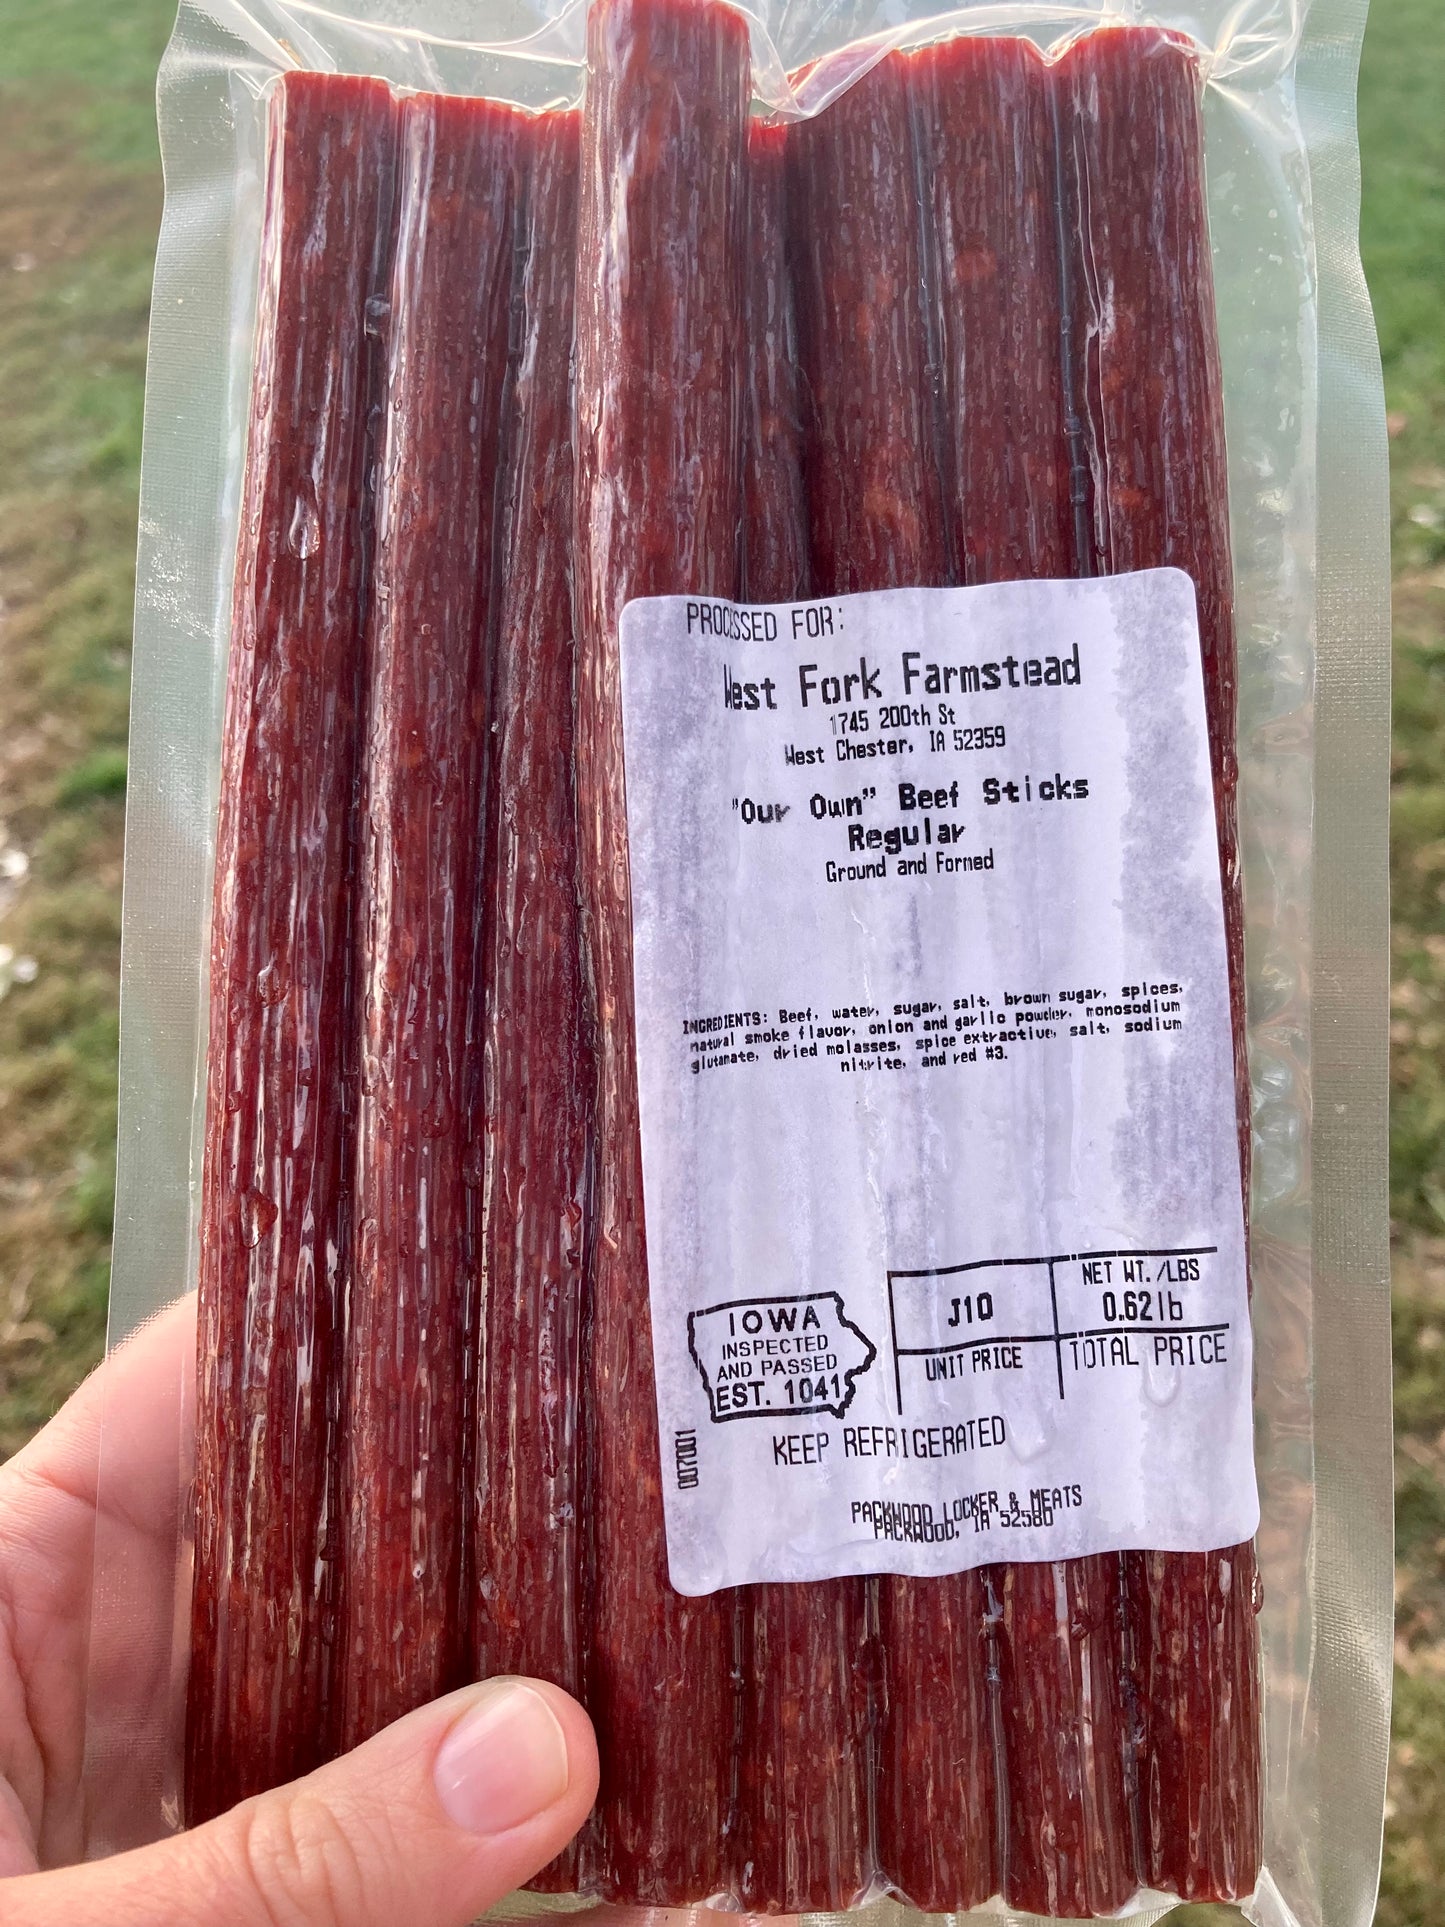 PROCESSED FOR:
West Fork Farmstead
1745 200th St
West Chester, IA 52359
"Our Own" Beef Sticks
Regular
Ground and Formed
INGREDIENTS: Beef, water, sugar, salt, brown sugar, spices,
natural smoke flavor, onion and garlic powder, monosodium
glutamate, dried molasses, spice extractive, salt, sodium
nitrite, and red #3.
IOWA
INSPECTED
AND PASSED
EST. 1041
J10
NET WT./LBS
0.62lb
UNIT PRICE
TOTAL PRICE
007001
KEEP REFRIGERATED
PACKWOOD LOCKER & MEATS
PACKWOOD, IA 52580